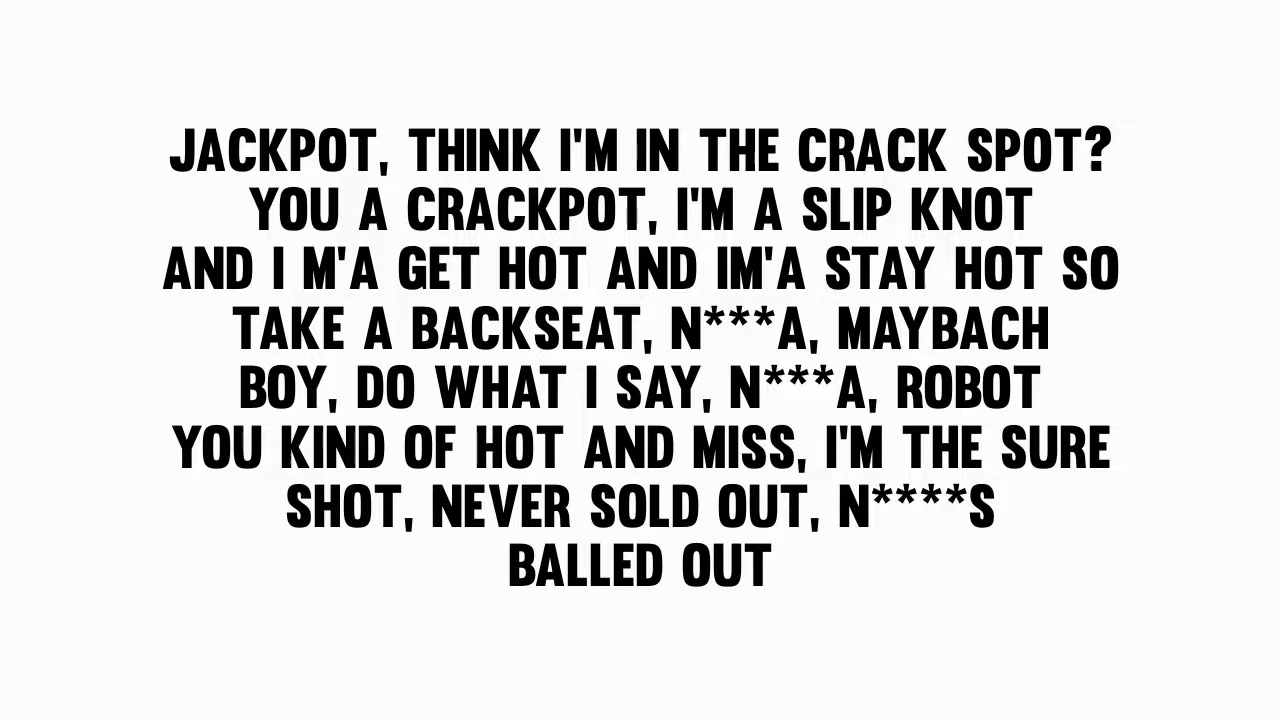 JACKPOT, THINK I'M IN THE CRACK SPOT?
YOU A CRACKPOT, I'M A SLIP KNOT
AND I M'A GET HOT AND IM'A STAY HOT SO
TAKE A BACKSEAT, N***A, MAYBACH
BOY, DO WHAT I SAY, N***A, ROBOT
YOU KIND OF HOT AND MISS, I'M THE SURE
SHOT, NEVER SOLD OUT, N****S
BALLED OUT